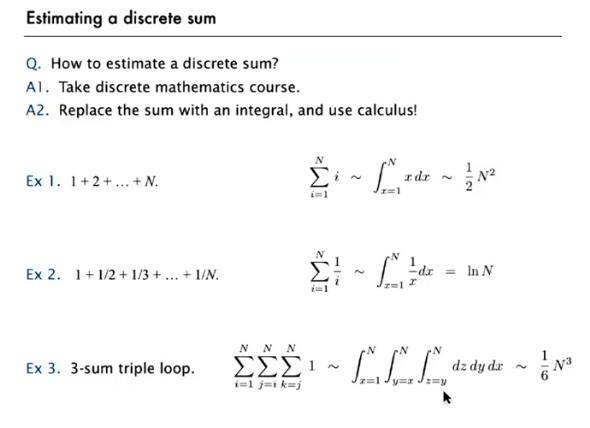 Estimating a discrete sum
Q. How to estimate a discrete sum?
A1. Take discrete mathematics course.
A2. Replace the sum with an integral, and use calculus!
Ex 1. 1 + 2 + … + N. $\sum_{i=1}^{N} i \sim \int_{x=1}^{N} x\,dx \sim \frac{1}{2} N^2$
Ex 2. 1 + 1/2 + 1/3 + … + 1/N. $\sum_{i=1}^{N} \frac{1}{i} \sim \int_{x=1}^{N} \frac{1}{x} dx = \ln N$
Ex 3. 3-sum triple loop. $\sum_{i=1}^{N} \sum_{j=i}^{N} \sum_{k=j}^{N} 1 \sim \int_{x=1}^{N} \int_{y=x}^{N} \int_{z=y}^{N} dz\,dy\,dx \sim \frac{1}{6} N^3$